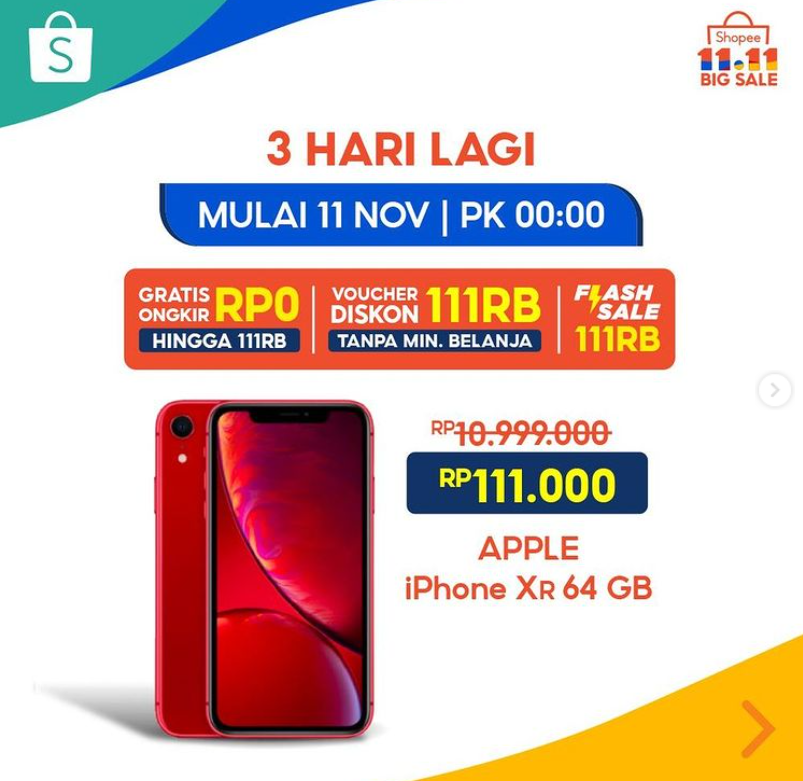 S
Shopee
11.11
BIG SALE
3 HARI LAGI
MULAI 11 NOV | PK 00:00
GRATIS ONGKIR RP0
HINGGA 111RB
VOUCHER DISKON 111RB
TANPA MIN. BELANJA
FLASH SALE
111RB
RP10.999.000
RP111.000
APPLE
iPhone XR 64 GB